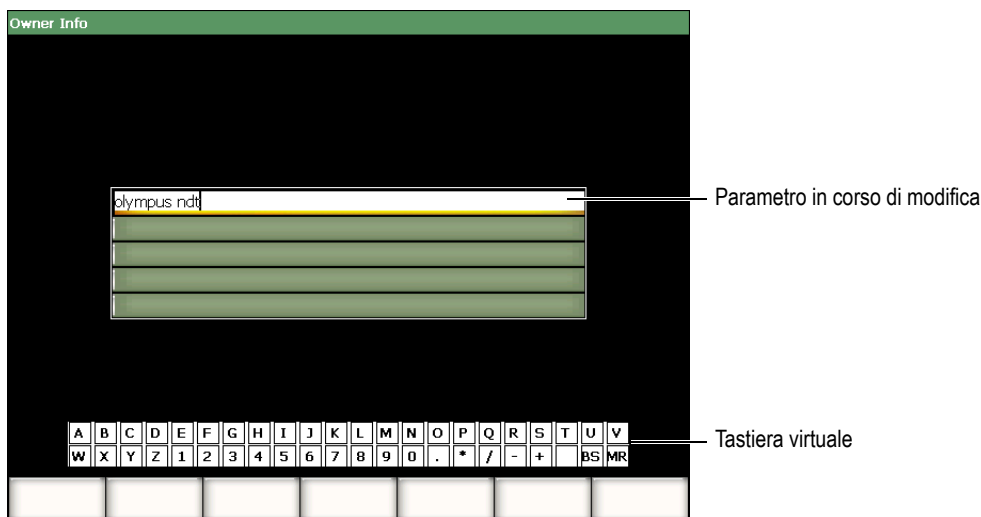 Owner Info
olympus ndt
Parametro in corso di modifica
A B C D E F G H I J K L M N O P Q R S T U V
W X Y Z 1 2 3 4 5 6 7 8 9 0 . * / - + BS MR
Tastiera virtuale